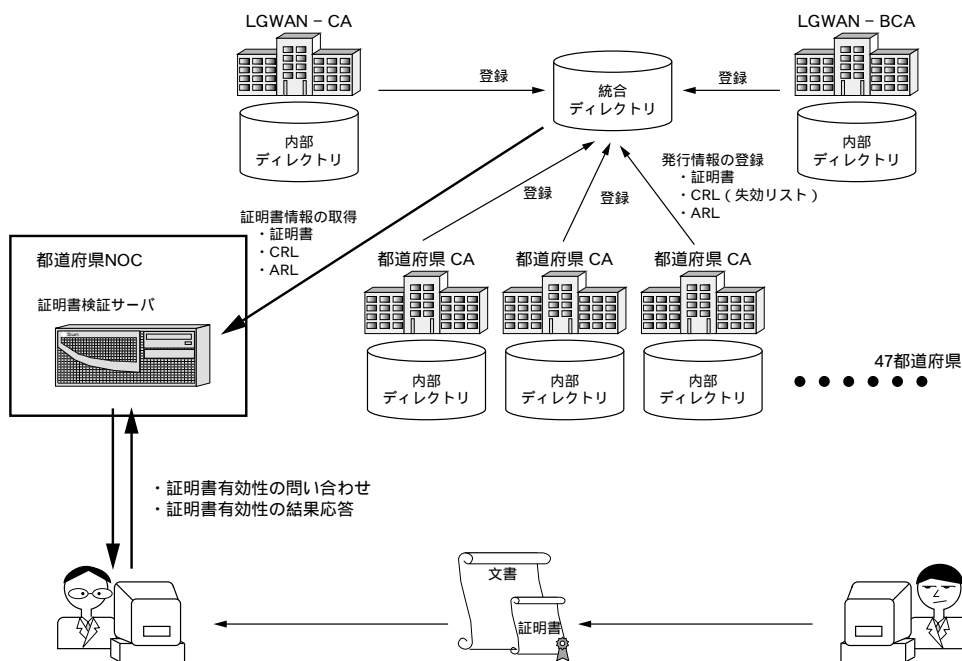 LGWAN − CA
LGWAN − BCA
登録
統合
ディレクトリ
登録
内部
ディレクトリ
内部
ディレクトリ
発行情報の登録
・証明書
・CRL（失効リスト）
・ARL
登録
登録
証明書情報の取得
・証明書
・CRL
・ARL
都道府県NOC
証明書検証サーバ
都道府県 CA
都道府県 CA
都道府県 CA
内部
ディレクトリ
内部
ディレクトリ
内部
ディレクトリ
47都道府県
・証明書有効性の問い合わせ
・証明書有効性の結果応答
文書
証明書